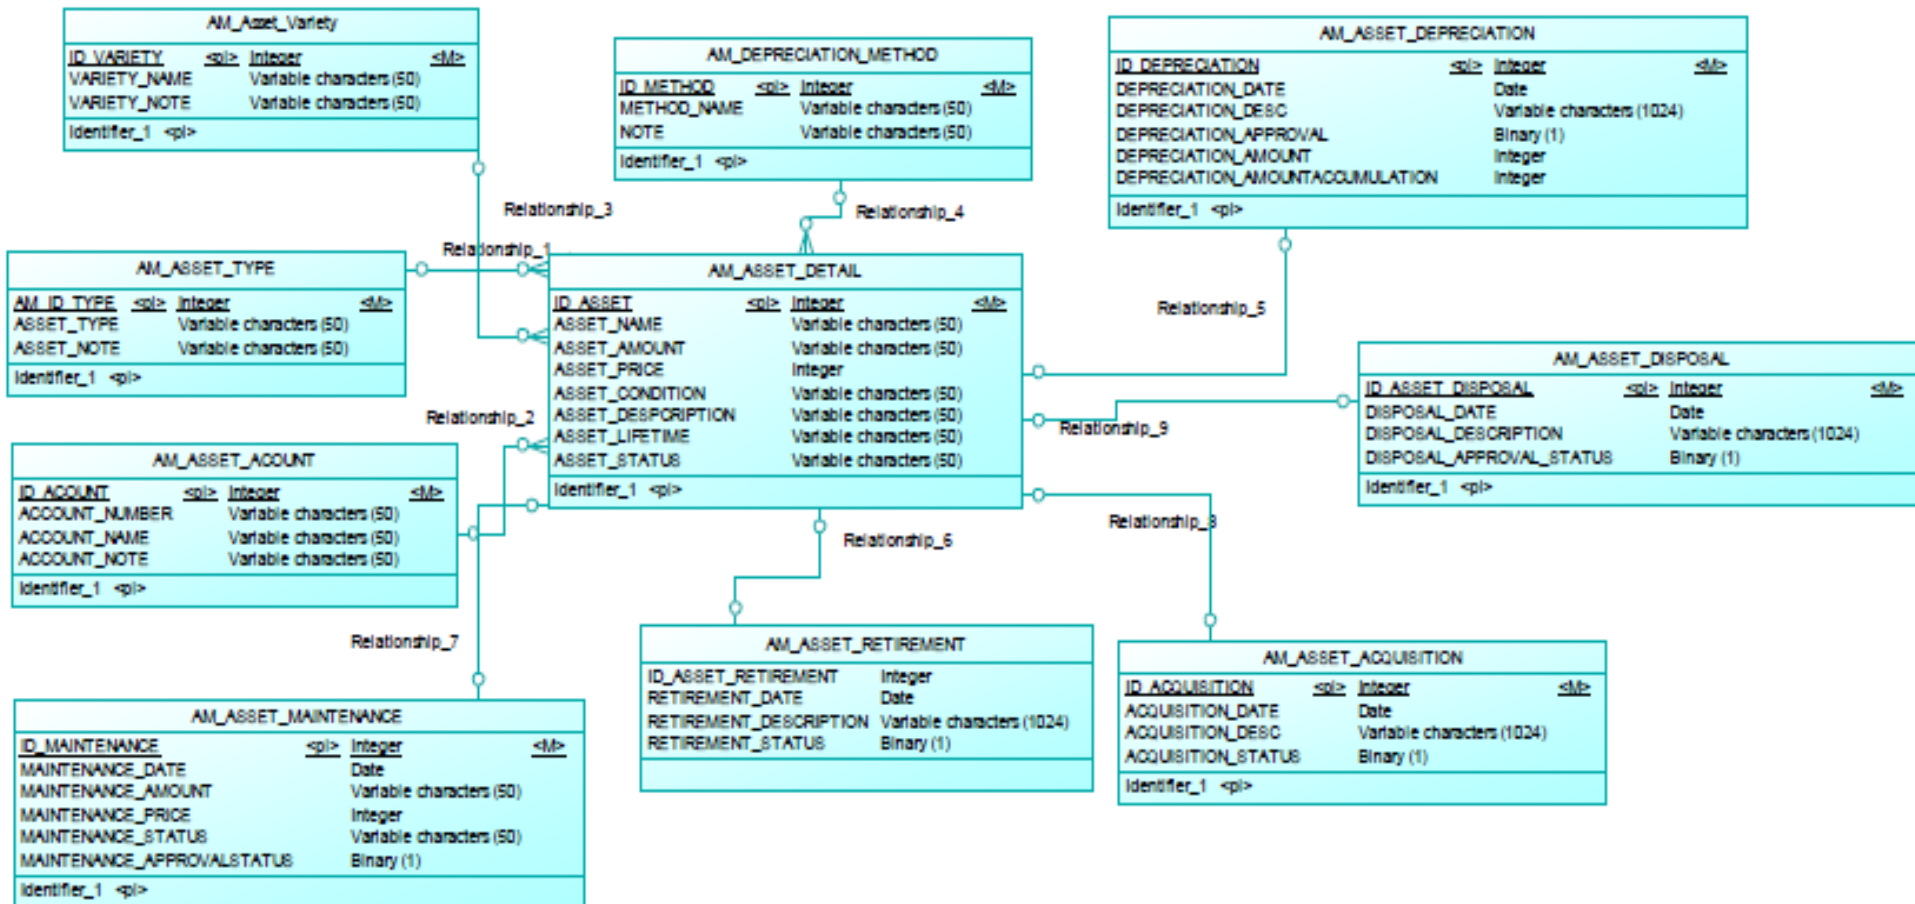 AM_Asset_Variety
ID_VARIETY <pi> Integer <M>
VARIETY_NAME Variable characters (50)
VARIETY_NOTE Variable characters (50)
Identifier_1 <pi>
AM_DEPRECIATION_METHOD
ID_METHOD <pi> Integer <M>
METHOD_NAME Variable characters (50)
NOTE Variable characters (50)
Identifier_1 <pi>
AM_ASSET_DEPRECIATION
ID_DEPRECIATION <pi> Integer <M>
DEPRECIATION_DATE Date
DEPRECIATION_DESC Variable characters (1024)
DEPRECIATION_APPROVAL Binary (1)
DEPRECIATION_AMOUNT Integer
DEPRECIATION_AMOUNTACCUMULATION Integer
Identifier_1 <pi>
Relationship_3
Relationship_4
Relationship_1
AM_ASSET_TYPE
AM_ID_TYPE <pi> Integer <M>
ASSET_TYPE Variable characters (50)
ASSET_NOTE Variable characters (50)
Identifier_1 <pi>
AM_ASSET_DETAIL
ID_ASSET <pi> Integer <M>
ASSET_NAME Variable characters (50)
ASSET_AMOUNT Variable characters (50)
ASSET_PRICE Integer
ASSET_CONDITION Variable characters (50)
ASSET_DESPCRIPTION Variable characters (50)
ASSET_LIFETIME Variable characters (50)
ASSET_STATUS Variable characters (50)
Identifier_1 <pi>
Relationship_5
AM_ASSET_DISPOSAL
ID_ASSET_DISPOSAL <pi> Integer <M>
DISPOSAL_DATE Date
DISPOSAL_DESCRIPTION Variable characters (1024)
DISPOSAL_APPROVAL_STATUS Binary (1)
Identifier_1 <pi>
Relationship_2
Relationship_9
AM_ASSET_ACOUNT
ID_ACOUNT <pi> Integer <M>
ACCOUNT_NUMBER Variable characters (50)
ACCOUNT_NAME Variable characters (50)
ACCOUNT_NOTE Variable characters (50)
Identifier_1 <pi>
Relationship_8
Relationship_6
Relationship_7
AM_ASSET_RETIREMENT
ID_ASSET_RETIREMENT Integer
RETIREMENT_DATE Date
RETIREMENT_DESCRIPTION Variable characters (1024)
RETIREMENT_STATUS Binary (1)
AM_ASSET_ACQUISITION
ID_ACQUISITION <pi> Integer <M>
ACQUISITION_DATE Date
ACQUISITION_DESC Variable characters (1024)
ACQUISITION_STATUS Binary (1)
Identifier_1 <pi>
AM_ASSET_MAINTENANCE
ID_MAINTENANCE <pi> Integer <M>
MAINTENANCE_DATE Date
MAINTENANCE_AMOUNT Variable characters (50)
MAINTENANCE_PRICE Integer
MAINTENANCE_STATUS Variable characters (50)
MAINTENANCE_APPROVALSTATUS Binary (1)
Identifier_1 <pi>